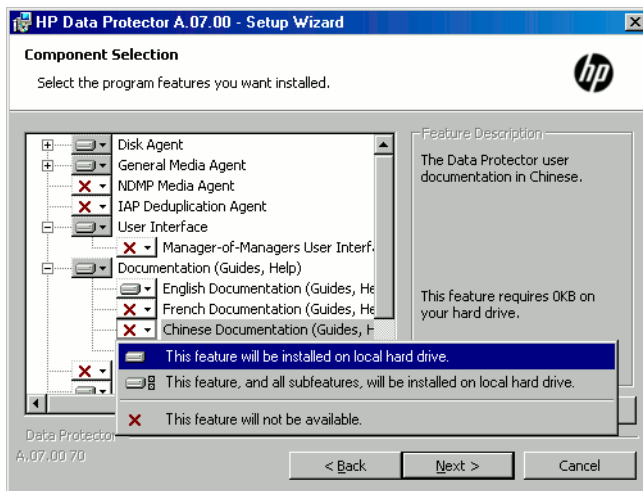 HP Data Protector A.07.00 - Setup Wizard
Component Selection
Select the program features you want installed.
hp
Disk Agent
General Media Agent
NDMP Media Agent
IAP Deduplication Agent
User Interface
Manager-of-Managers User Interf
Documentation (Guides, Help)
English Documentation (Guides, He
French Documentation (Guides, He
Chinese Documentation (Guides, H
Feature Description
The Data Protector user
documentation in Chinese.
This feature requires 0KB on
your hard drive.
This feature will be installed on local hard drive.
This feature, and all subfeatures, will be installed on local hard drive.
This feature will not be available.
Data Protector
A.07.00 70
< Back
Next >
Cancel